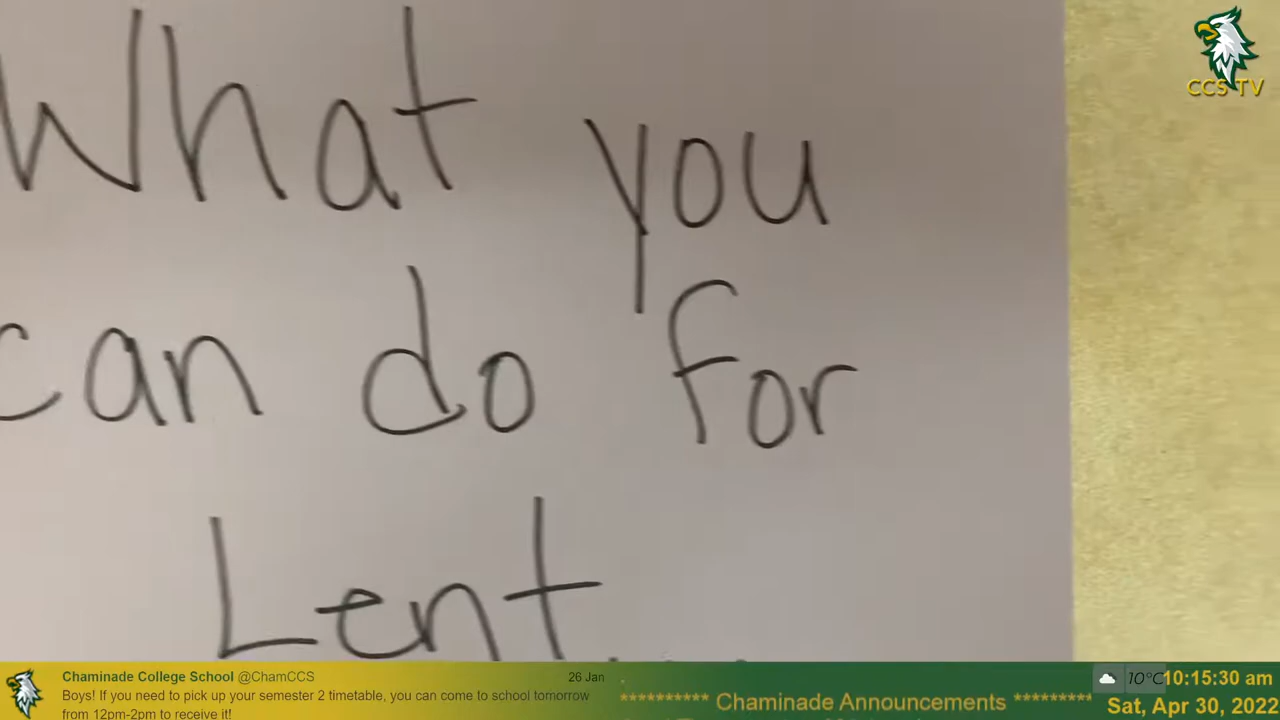 What you
can do for
Lent...
CCS TV
Chaminade College School @ChamCCS
26 Jan
Boys! If you need to pick up your semester 2 timetable, you can come to school tomorrow
from 12pm-2pm to receive it!
********** Chaminade Announcements *********
10°C
10:15:30 am
Sat, Apr 30, 2022